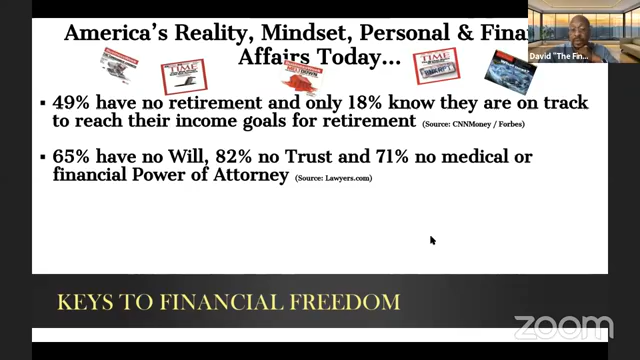 America's Reality, Mindset, Personal & Finan
Affairs Today...
TIME
TIME
BANKRUPT
▪ 49% have no retirement and only 18% know they are on track
to reach their income goals for retirement (Source: CNNMoney / Forbes)
▪ 65% have no Will, 82% no Trust and 71% no medical or
financial Power of Attorney (Source: Lawyers.com)
KEYS TO FINANCIAL FREEDOM
David "The Fin...
zoom